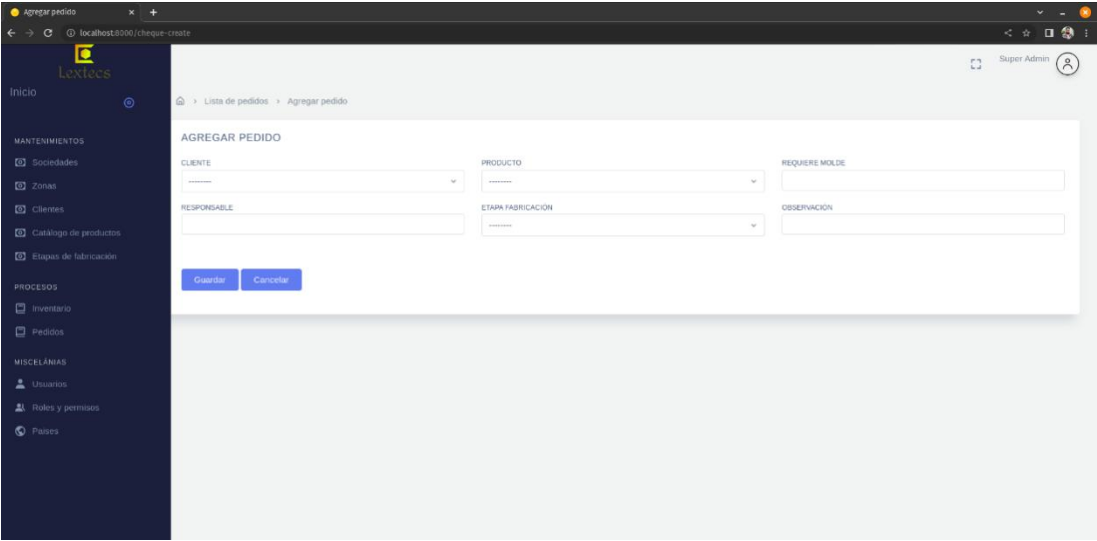 Agregar pedido
localhost:8000/cheque-create
Lextecs
Super Admin
Inicio
Lista de pedidos › Agregar pedido
MANTENIMIENTOS
Sociedades
Zonas
Clientes
Catálogo de productos
Etapas de fabricación
PROCESOS
Inventario
Pedidos
MISCELÁNIAS
Usuarios
Roles y permisos
Paises
AGREGAR PEDIDO
CLIENTE
--------
PRODUCTO
--------
REQUIERE MOLDE
RESPONSABLE
ETAPA FABRICACIÓN
--------
OBSERVACIÓN
Guardar Cancelar